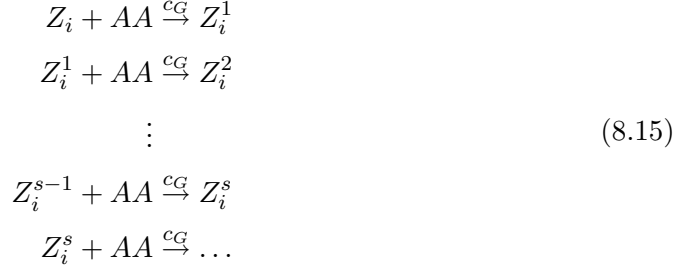 $Z_i + AA \xrightarrow{c_G} Z_i^1$
$Z_i^1 + AA \xrightarrow{c_G} Z_i^2$
$\vdots$
(8.15)
$Z_i^{s-1} + AA \xrightarrow{c_G} Z_i^s$
$Z_i^s + AA \xrightarrow{c_G} \ldots$